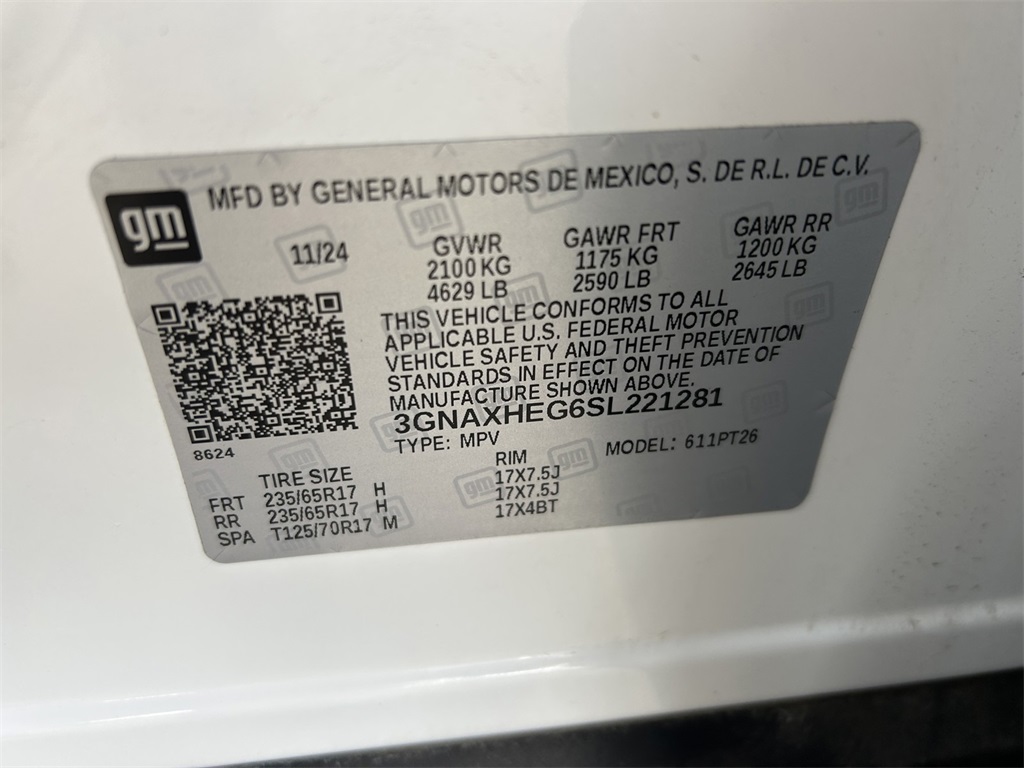 gm
MFD BY GENERAL MOTORS DE MEXICO, S. DE R.L. DE C.V.
11/24 GVWR GAWR FRT GAWR RR
2100 KG 1175 KG 1200 KG
4629 LB 2590 LB 2645 LB
THIS VEHICLE CONFORMS TO ALL
APPLICABLE U.S. FEDERAL MOTOR
VEHICLE SAFETY AND THEFT PREVENTION
STANDARDS IN EFFECT ON THE DATE OF
MANUFACTURE SHOWN ABOVE.
3GNAXHEG6SL221281
TYPE: MPV MODEL: 611PT26
8624
TIRE SIZE RIM
FRT 235/65R17 H 17X7.5J
RR 235/65R17 H 17X7.5J
SPA T125/70R17 M 17X4BT